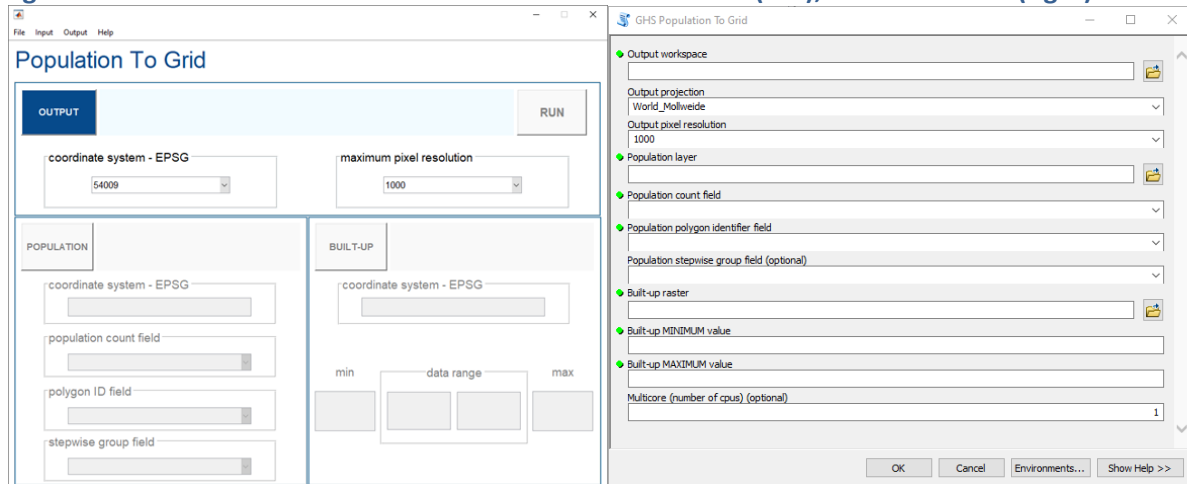 File Input Output Help
Population To Grid
OUTPUT
RUN
coordinate system - EPSG
54009
maximum pixel resolution
1000
POPULATION
coordinate system - EPSG
population count field
polygon ID field
stepwise group field
BUILT-UP
coordinate system - EPSG
min
data range
max
GHS Population To Grid
Output workspace
Output projection
World_Mollweide
Output pixel resolution
1000
Population layer
Population count field
Population polygon identifier field
Population stepwise group field (optional)
Built-up raster
Built-up MINIMUM value
Built-up MAXIMUM value
Multicore (number of cpus) (optional)
1
OK
Cancel
Environments...
Show Help >>